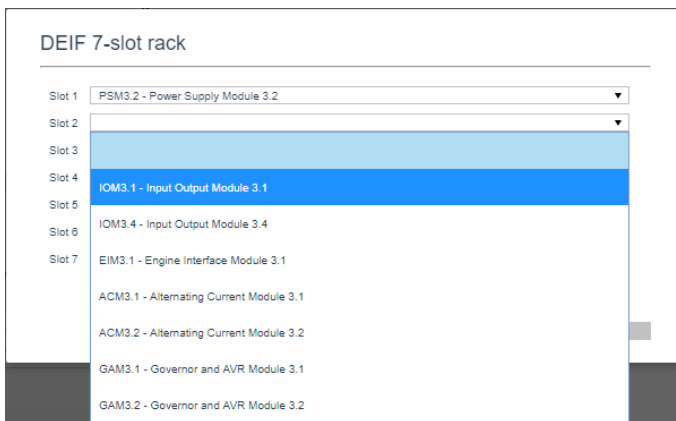 DEIF 7-slot rack
Slot 1 PSM3.2 - Power Supply Module 3.2
Slot 2
Slot 3
Slot 4
IOM3.1 - Input Output Module 3.1
Slot 5
Slot 6
IOM3.4 - Input Output Module 3.4
Slot 7
EIM3.1 - Engine Interface Module 3.1
ACM3.1 - Alternating Current Module 3.1
ACM3.2 - Alternating Current Module 3.2
GAM3.1 - Governor and AVR Module 3.1
GAM3.2 - Governor and AVR Module 3.2